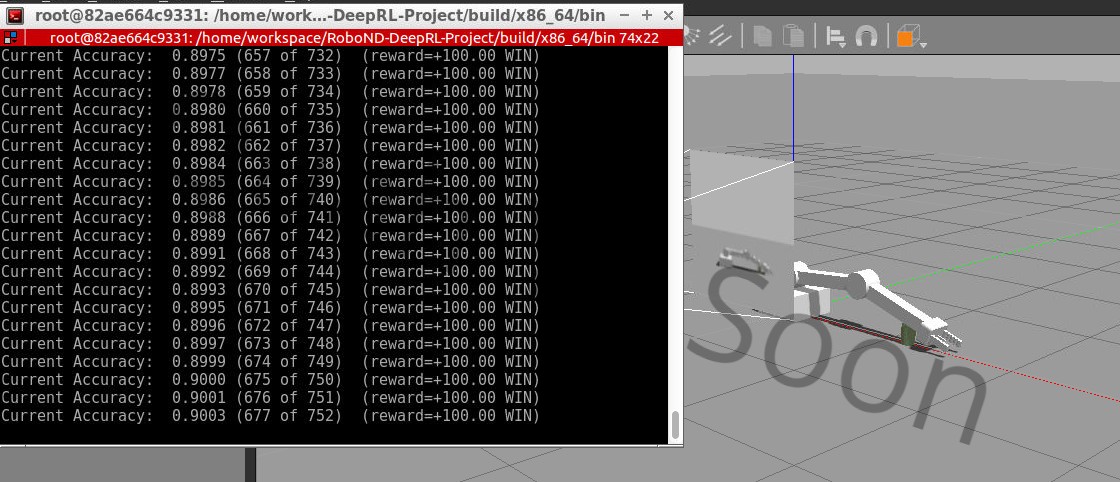 root@82ae664c9331: /home/work...-DeepRL-Project/build/x86_64/bin
root@82ae664c9331: /home/workspace/RoboND-DeepRL-Project/build/x86_64/bin 74x22
Current Accuracy:  0.8975 (657 of 732)  (reward=+100.00 WIN)
Current Accuracy:  0.8977 (658 of 733)  (reward=+100.00 WIN)
Current Accuracy:  0.8978 (659 of 734)  (reward=+100.00 WIN)
Current Accuracy:  0.8980 (660 of 735)  (reward=+100.00 WIN)
Current Accuracy:  0.8981 (661 of 736)  (reward=+100.00 WIN)
Current Accuracy:  0.8982 (662 of 737)  (reward=+100.00 WIN)
Current Accuracy:  0.8984 (663 of 738)  (reward=+100.00 WIN)
Current Accuracy:  0.8985 (664 of 739)  (reward=+100.00 WIN)
Current Accuracy:  0.8986 (665 of 740)  (reward=+100.00 WIN)
Current Accuracy:  0.8988 (666 of 741)  (reward=+100.00 WIN)
Current Accuracy:  0.8989 (667 of 742)  (reward=+100.00 WIN)
Current Accuracy:  0.8991 (668 of 743)  (reward=+100.00 WIN)
Current Accuracy:  0.8992 (669 of 744)  (reward=+100.00 WIN)
Current Accuracy:  0.8993 (670 of 745)  (reward=+100.00 WIN)
Current Accuracy:  0.8995 (671 of 746)  (reward=+100.00 WIN)
Current Accuracy:  0.8996 (672 of 747)  (reward=+100.00 WIN)
Current Accuracy:  0.8997 (673 of 748)  (reward=+100.00 WIN)
Current Accuracy:  0.8999 (674 of 749)  (reward=+100.00 WIN)
Current Accuracy:  0.9000 (675 of 750)  (reward=+100.00 WIN)
Current Accuracy:  0.9001 (676 of 751)  (reward=+100.00 WIN)
Current Accuracy:  0.9003 (677 of 752)  (reward=+100.00 WIN)
Soon